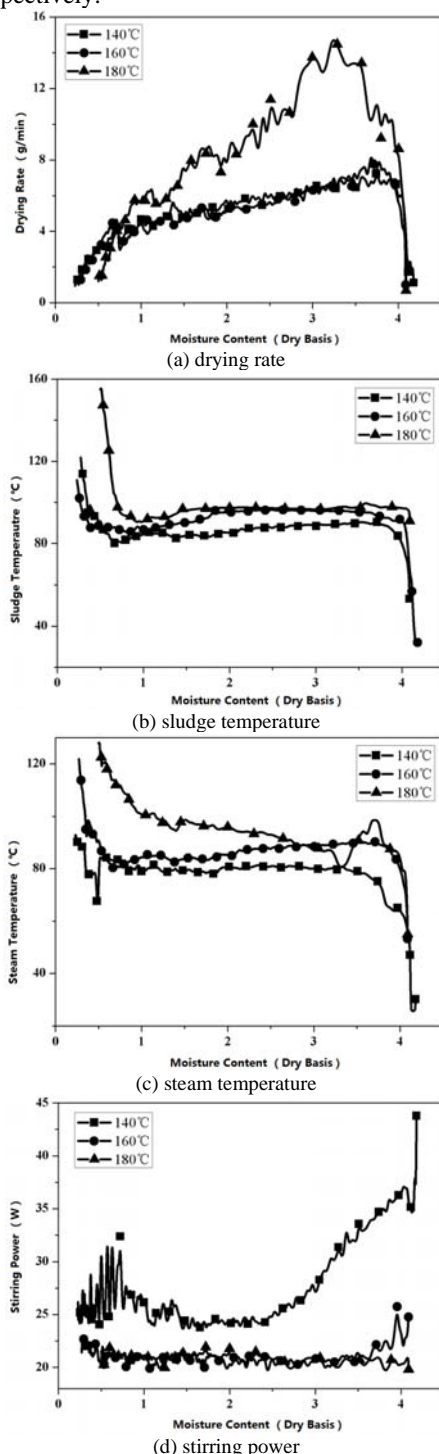 pectively.
140℃
160℃
180℃
16
12
8
4
0
Drying Rate （g/min）
0 1 2 3 4
Moisture Content （Dry Basis）
(a) drying rate
160
120
80
40
Sludge Temperautre （℃）
140℃
160℃
180℃
0 1 2 3 4
Moisture Content （Dry Basis）
(b) sludge temperature
120
80
40
Steam Temperature （℃）
140℃
160℃
180℃
0 1 2 3 4
Moisture Content （Dry Basis）
(c) steam temperature
45
40
35
30
25
20
Stirring Power （W）
140℃
160℃
180℃
0 1 2 3 4
Moisture Content （Dry Basis）
(d) stirring power